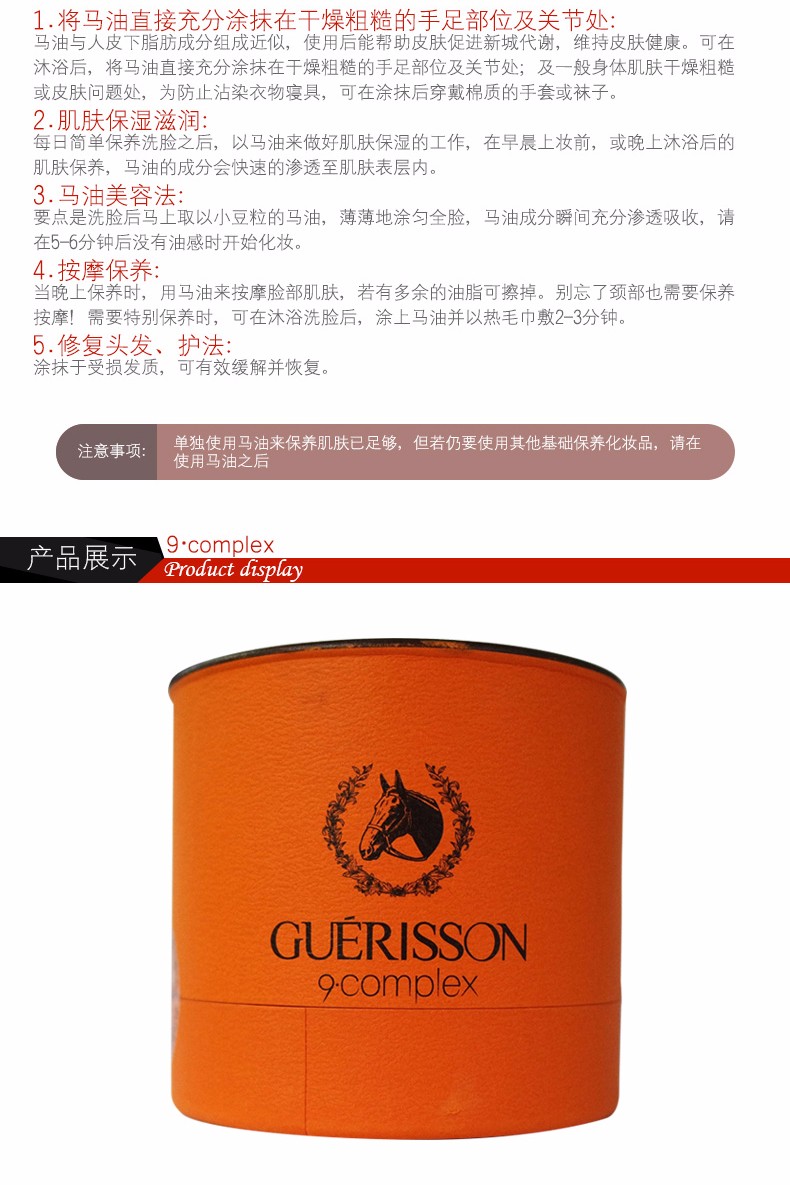 1.将马油直接充分涂抹在干燥粗糙的手足部位及关节处:
马油与人皮下脂肪成分组成近似，使用后能帮助皮肤促进新城代谢，维持皮肤健康。可在
沐浴后，将马油直接充分涂抹在干燥粗糙的手足部位及关节处；及一般身体肌肤干燥粗糙
或皮肤问题处，为防止沾染衣物寝具，可在涂抹后穿戴棉质的手套或袜子。
2.肌肤保湿滋润:
每日简单保养洗脸之后，以马油来做好肌肤保湿的工作，在早晨上妆前，或晚上沐浴后的
肌肤保养，马油的成分会快速的渗透至肌肤表层内。
3.马油美容法:
要点是洗脸后马上取以小豆粒的马油，薄薄地涂匀全脸，马油成分瞬间充分渗透吸收，请
在5-6分钟后没有油感时开始化妆。
4.按摩保养:
当晚上保养时，用马油来按摩脸部肌肤，若有多余的油脂可擦掉。别忘了颈部也需要保养
按摩！需要特别保养时，可在沐浴洗脸后，涂上马油并以热毛巾敷2-3分钟。
5.修复头发、护法:
涂抹于受损发质，可有效缓解并恢复。
注意事项:
单独使用马油来保养肌肤已足够，但若仍要使用其他基础保养化妆品，请在
使用马油之后
产品展示
9·complex
Product display
GUÉRISSON
9·complex